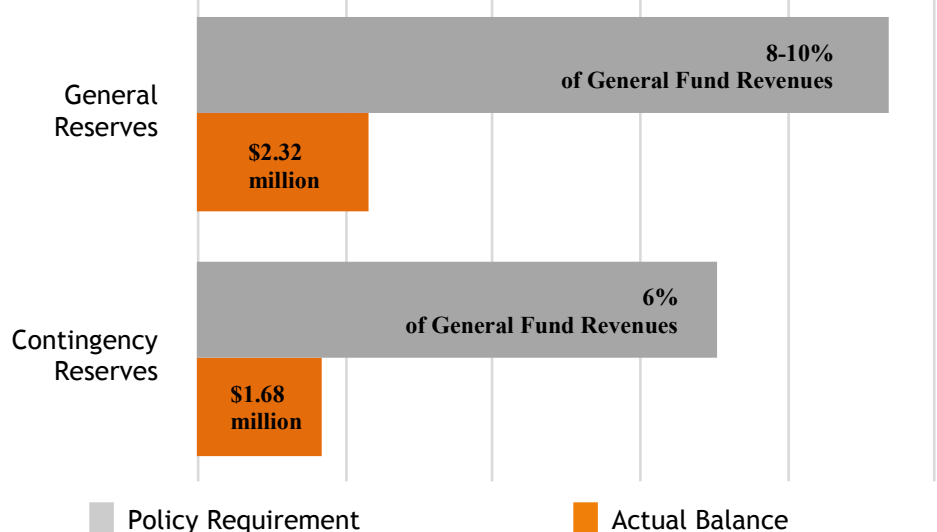 8-10%
of General Fund Revenues
General
Reserves
$2.32
million
6%
of General Fund Revenues
Contingency
Reserves
$1.68
million
Policy Requirement
Actual Balance